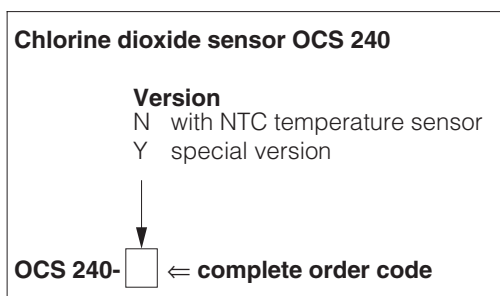 Chlorine dioxide sensor OCS 240
Version
N with NTC temperature sensor
Y special version
OCS 240- ⇐ complete order code